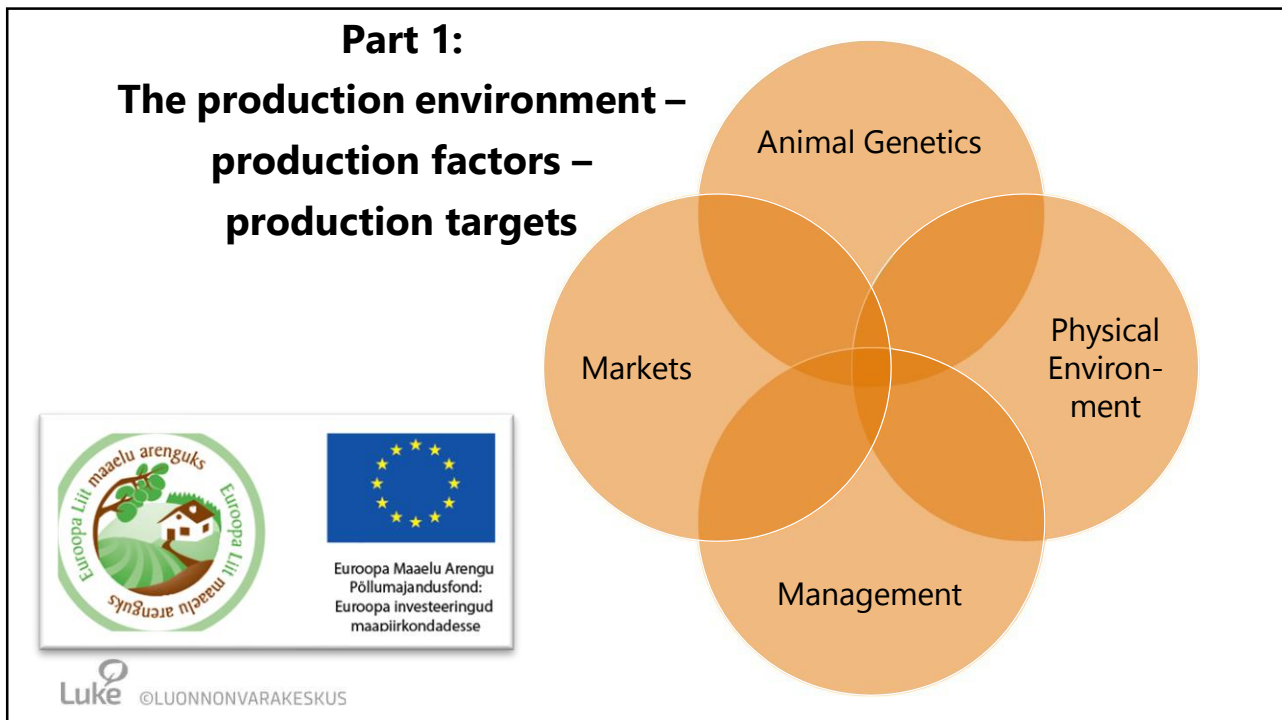 Part 1:
The production environment –
production factors –
production targets
Animal Genetics
Markets
Physical
Environ-
ment
Management
Euroopa Liit maaelu arenguks
Euroopa Liit maaelu arenguks
Euroopa Maaelu Arengu
Põllumajandusfond:
Euroopa investeeringud
maapiirkondadesse
Luke ©LUONNONVARAKESKUS